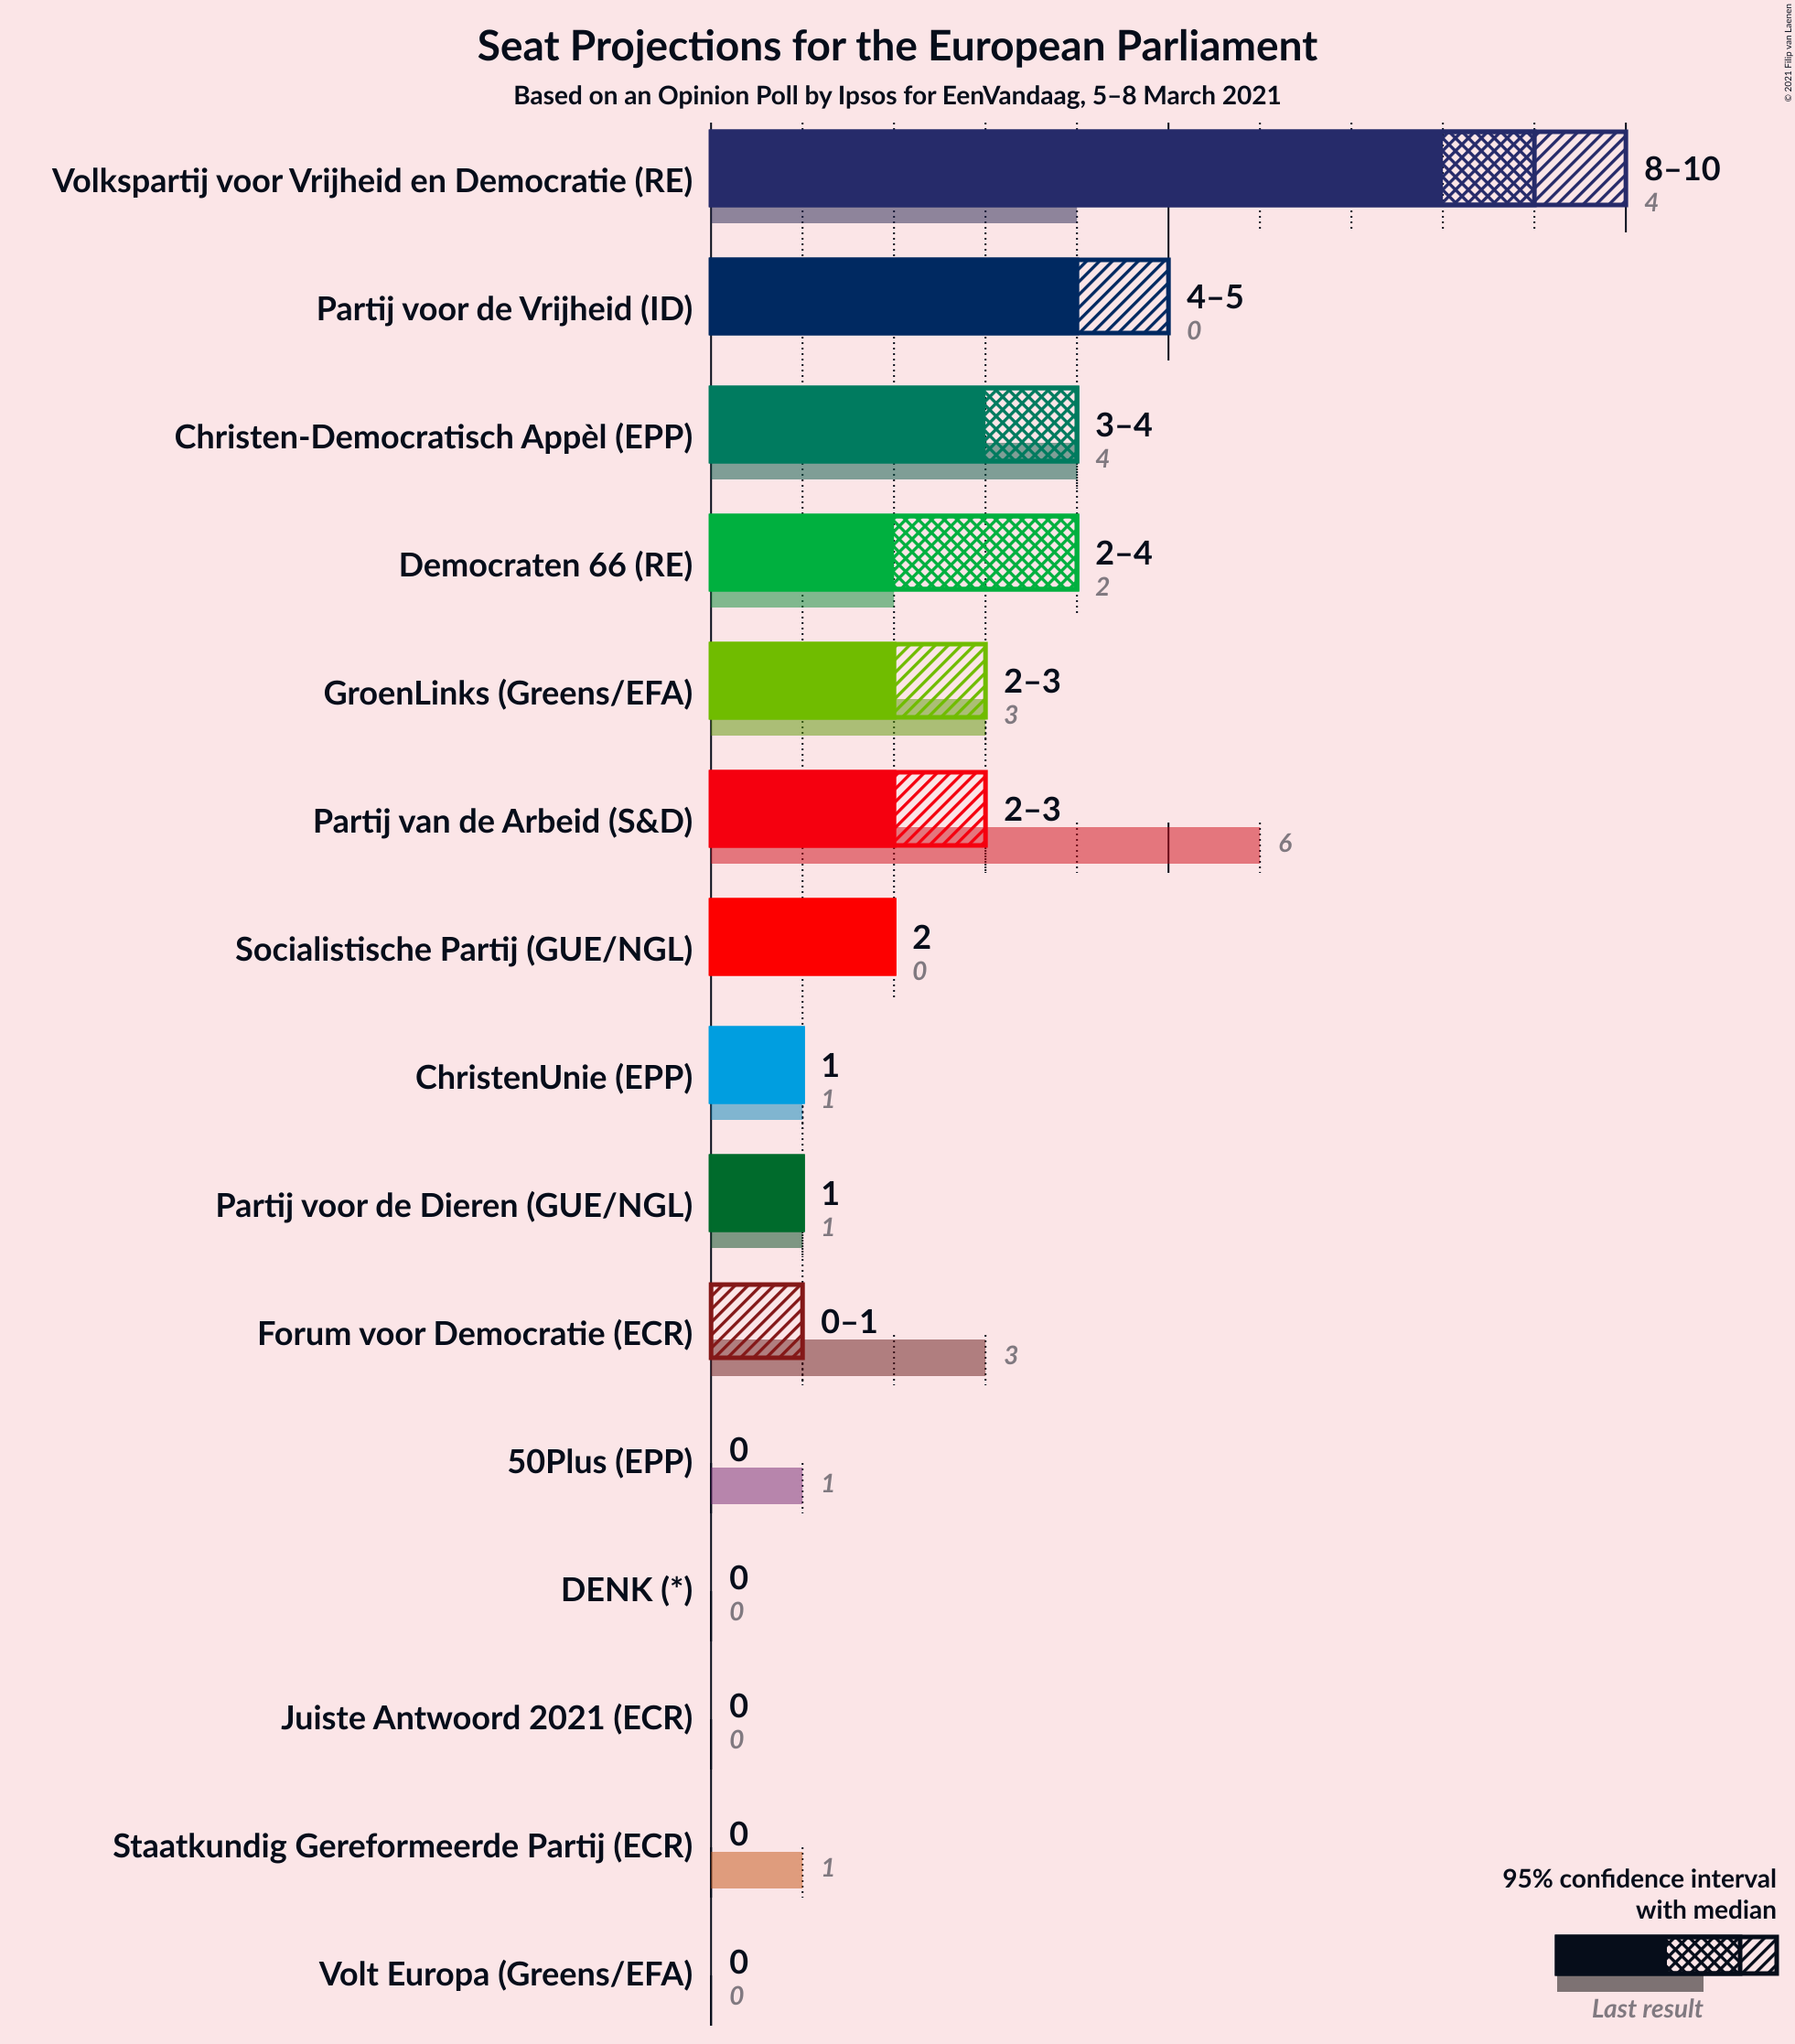 Seat Projections for the European Parliament
Based on an Opinion Poll by Ipsos for EenVandaag, 5–8 March 2021
© 2021 Filip van Laenen
Volkspartij voor Vrijheid en Democratie (RE)
8–10
4
Partij voor de Vrijheid (ID)
4–5
0
Christen-Democratisch Appèl (EPP)
3–4
4
Democraten 66 (RE)
2–4
2
GroenLinks (Greens/EFA)
2–3
3
Partij van de Arbeid (S&D)
2–3
6
Socialistische Partij (GUE/NGL)
2
0
ChristenUnie (EPP)
1
1
Partij voor de Dieren (GUE/NGL)
1
1
Forum voor Democratie (ECR)
0–1
3
50Plus (EPP)
0
1
DENK (*)
0
0
Juiste Antwoord 2021 (ECR)
0
0
Staatkundig Gereformeerde Partij (ECR)
0
1
Volt Europa (Greens/EFA)
0
0
95% confidence interval
with median
Last result